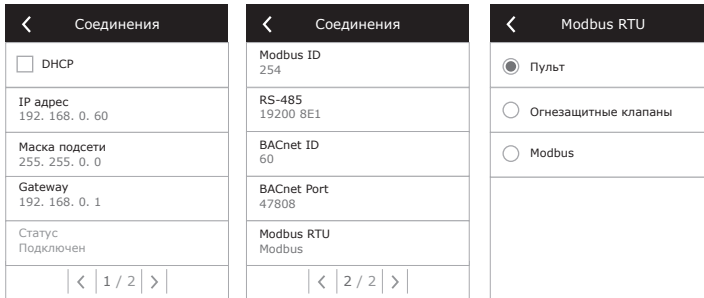 Соединения
DHCP
IP адрес
192. 168. 0. 60
Маска подсети
255. 255. 0. 0
Gateway
192. 168. 0. 1
Статус
Подключен
1 / 2
Соединения
Modbus ID
254
RS-485
19200 8E1
BACnet ID
60
BACnet Port
47808
Modbus RTU
Modbus
2 / 2
Modbus RTU
Пульт
Огнезащитные клапаны
Modbus